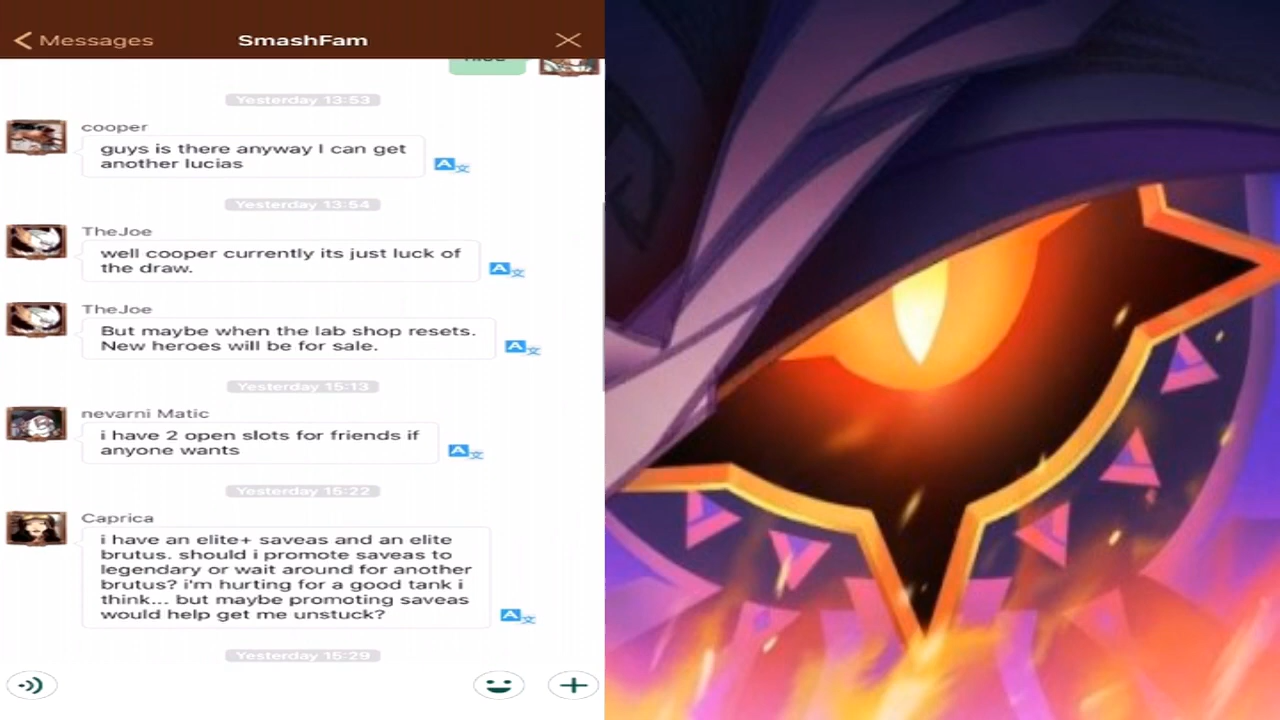 Messages
SmashFam
Yesterday 13:53
cooper
guys is there anyway I can get
another lucias
Yesterday 13:54
TheJoe
well cooper currently its just luck of
the draw.
TheJoe
But maybe when the lab shop resets.
New heroes will be for sale.
Yesterday 15:13
nevarni Matic
i have 2 open slots for friends if
anyone wants
Yesterday 15:22
Caprica
i have an elite+ saveas and an elite
brutus. should i promote saveas to
legendary or wait around for another
brutus? i'm hurting for a good tank i
think... but maybe promoting saveas
would help get me unstuck?
Yesterday 15:29